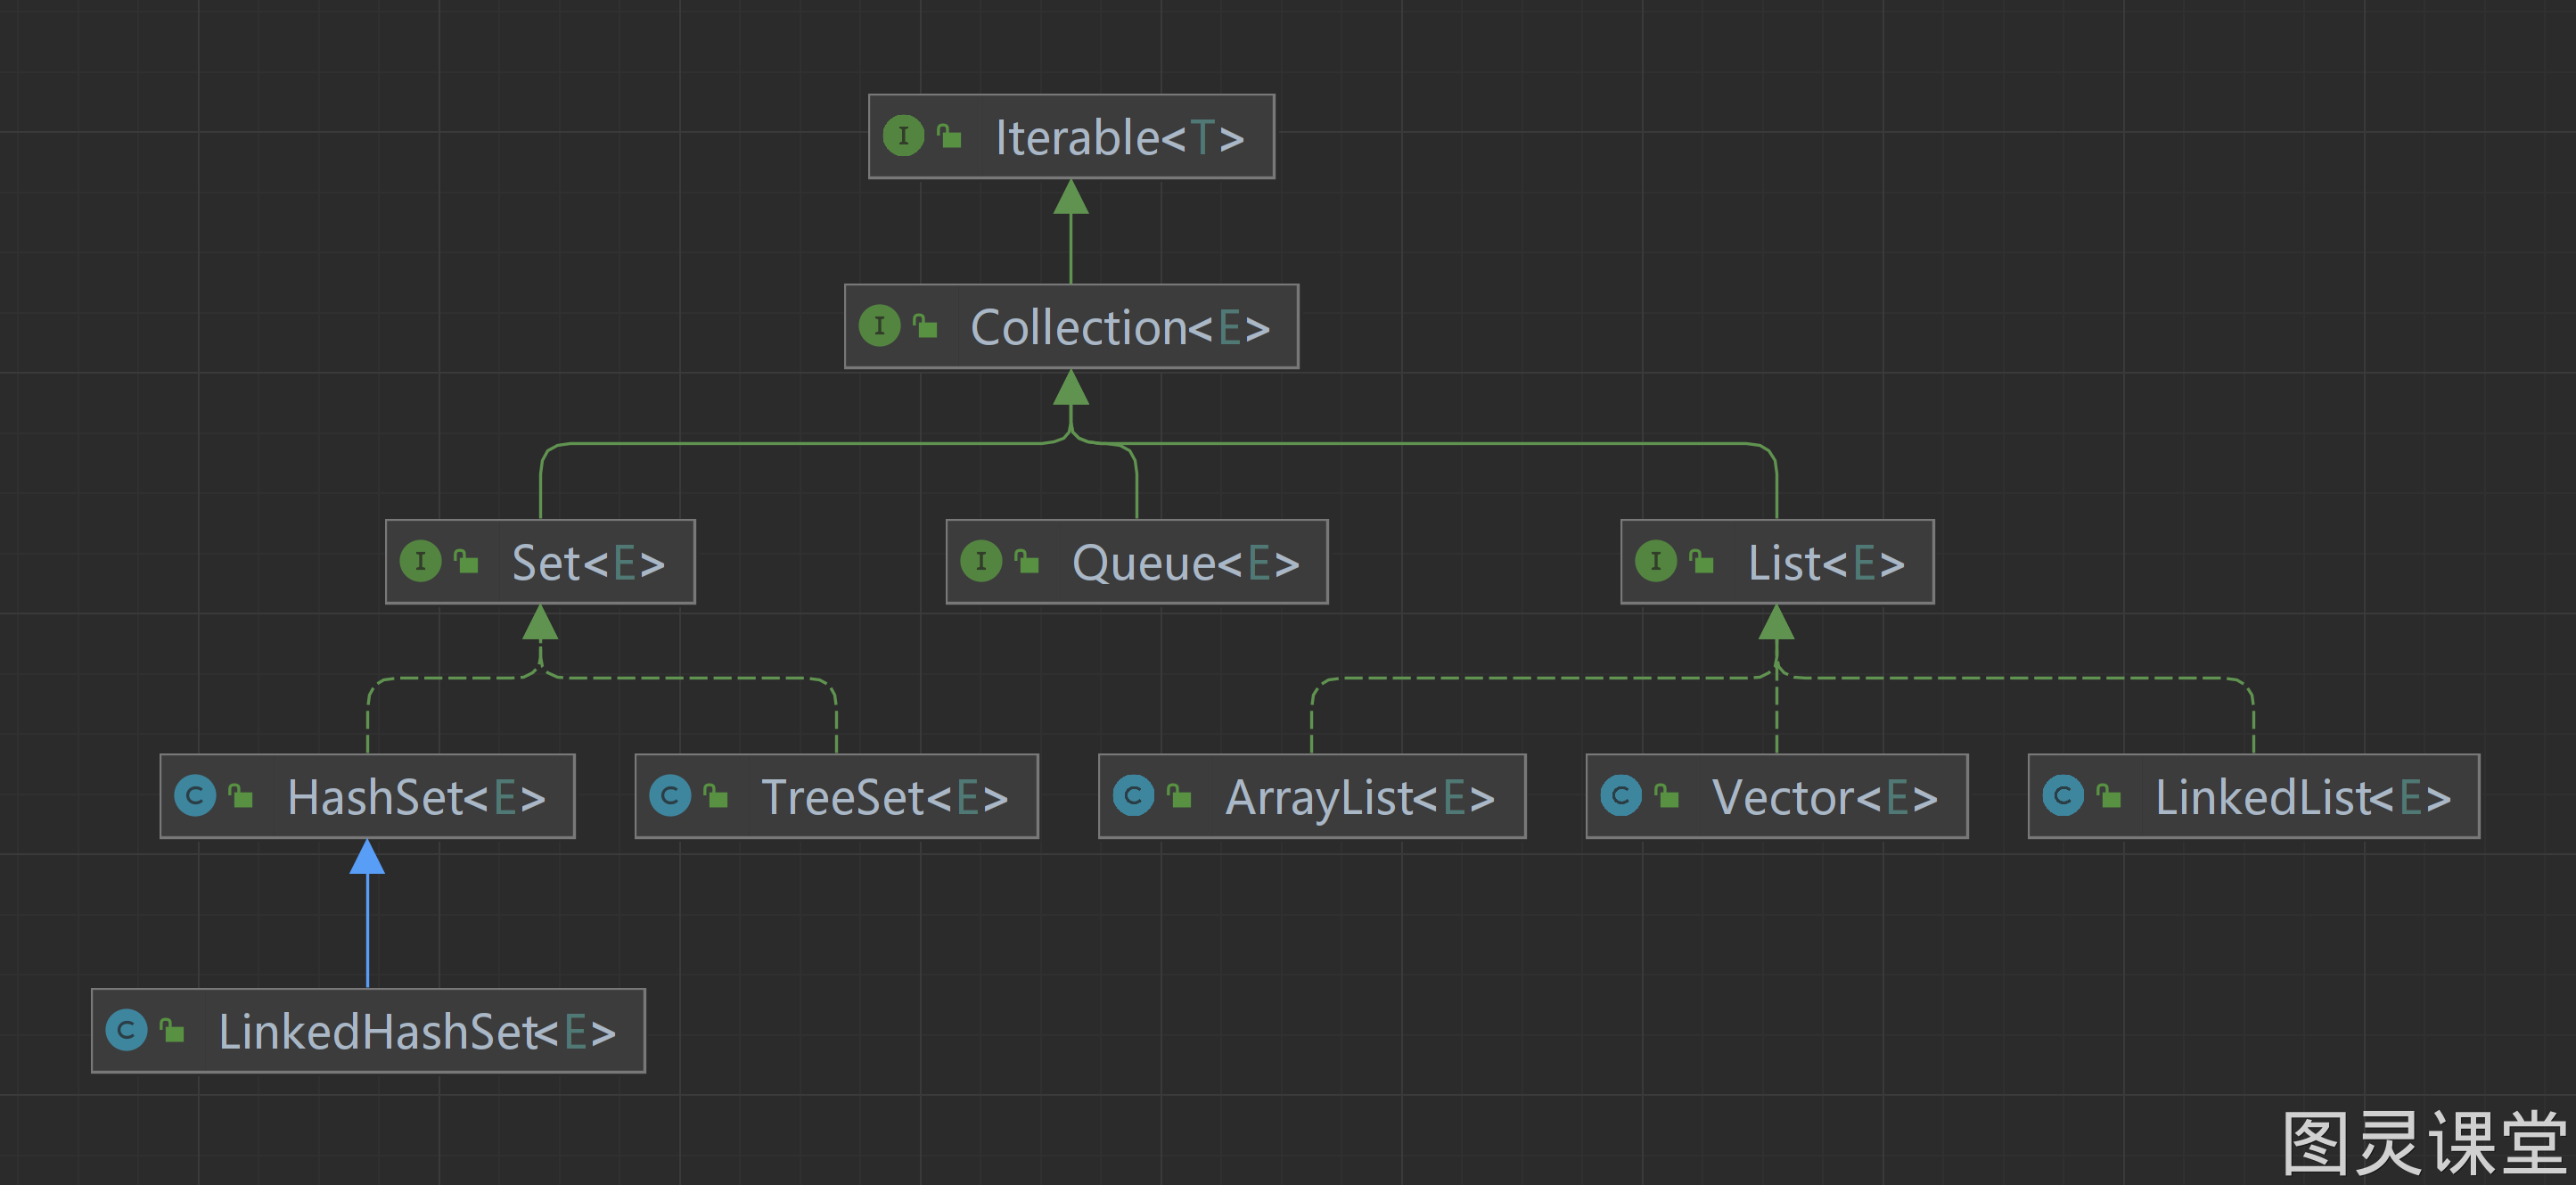 Iterable<T>
Collection<E>
Set<E>
Queue<E>
List<E>
HashSet<E>
TreeSet<E>
ArrayList<E>
Vector<E>
LinkedList<E>
LinkedHashSet<E>
图灵课堂